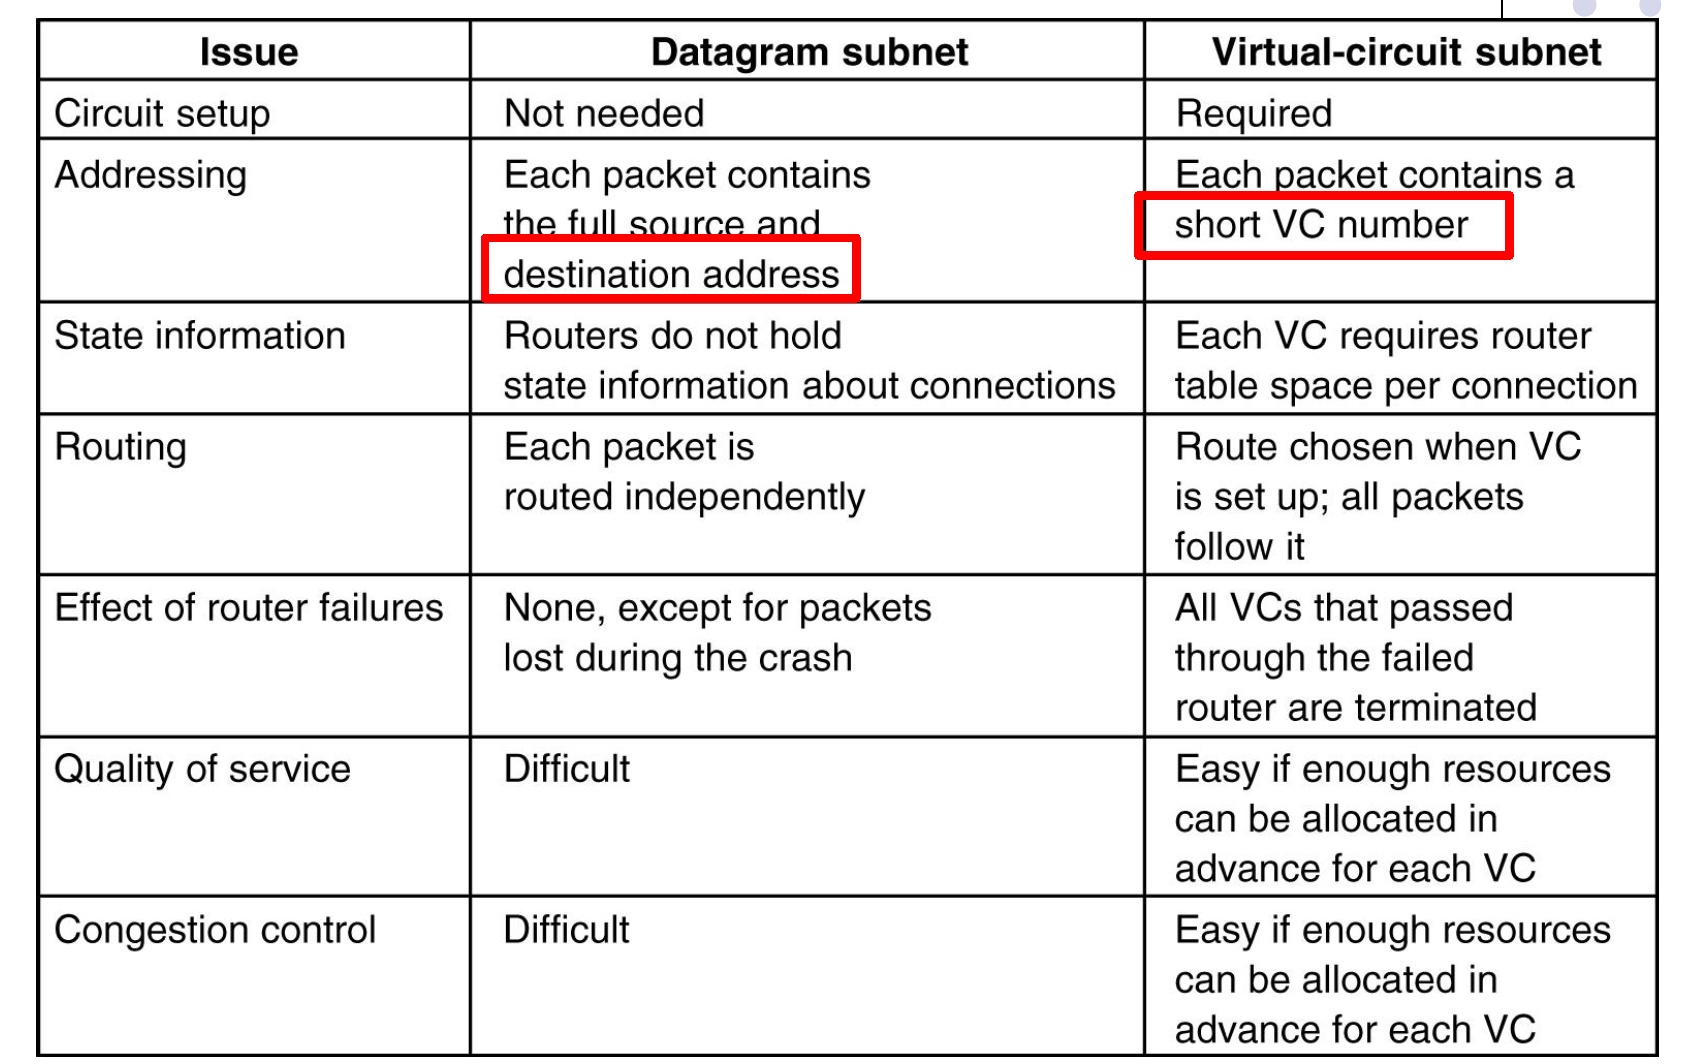 Issue
Datagram subnet
Virtual-circuit subnet
Circuit setup
Not needed
Required
Addressing
Each packet contains
the full source and
destination address
Each packet contains a
short VC number
State information
Routers do not hold
state information about connections
Each VC requires router
table space per connection
Routing
Each packet is
routed independently
Route chosen when VC
is set up; all packets
follow it
Effect of router failures
None, except for packets
lost during the crash
All VCs that passed
through the failed
router are terminated
Quality of service
Difficult
Easy if enough resources
can be allocated in
advance for each VC
Congestion control
Difficult
Easy if enough resources
can be allocated in
advance for each VC